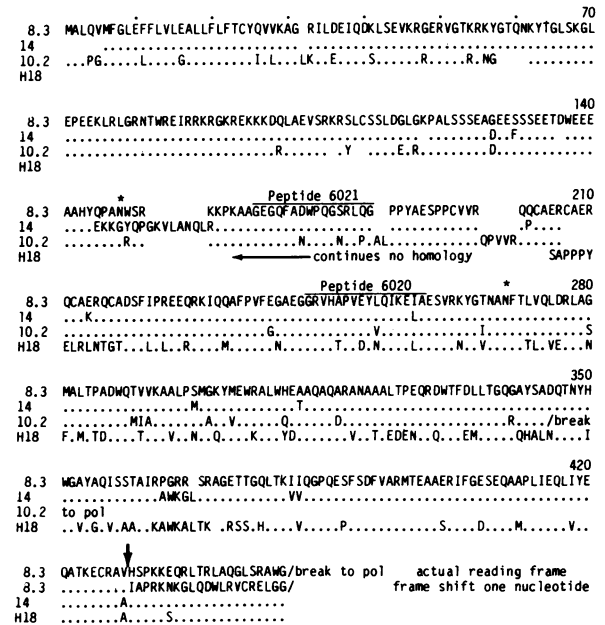 70
8.3 MALQVMFGLEFFLVLEALLFLFTCYQVVKAG RILDEIQDKLSEVKRGERVGTKRKYGTQNKYTGLSKGL
14 ..............................................................
10.2 ...PG....L....G........I.L...LK..E....S......R....R.NG
H18
140
8.3 EPEEKLRLGRNTWREIRRKRGKREKKKDQLAEVSRKRSLCSSLDGLGKPALSSSEAGEESSSEETDWEEE
14 D..F
10.2 R Y E.R D
H18
210
* Peptide 6021
8.3 AAHYQPANWSR KKPKAAGEGQFADWPQGSRLQG PPYAESPPCVVR QQCAERCAER
14 ....EKKGYQPGKVLANQLR P
10.2 R N N..P.AL QPVVR
H18 continues no homology SAPPPY
Peptide 6020 * 280
8.3 QCAERQCADSFIPREEQRKIQQAFPVFEGAEGGRVHAPVEYLQIKEIAESVRKYGTNANFTLVQLDRLAG
14 ...K L
10.2 G V I S
H18 ELRLNTGT...L.L..R...M.....N......T..D.N....L....N..V.....TL.VE..N
350
8.3 MALTPADWQTVVKAALPSMGKYMEWRALWHEAAQAQARANAAALTPEQRDWTFDLLTGQGAYSADQTNYH
14 M T
10.2 MIA A..V Q D R /break
H18 F.M.TD....T...V..N..Q....K...YD........V..T.EDEN..Q...EM.....QHALN....I
420
8.3 WGAYAQISSTAIRPGRR SRAGETTGQLTKIIQGPQESFSDFVARMTEAAERIFGESEQAAPLIEQLIYE
14 AWKGL VV
10.2 to pol
H18 ..V.G.V.AA..KAWKALTK .RSS.H....V.....P...........S....D....M......V..
8.3 QATKECRAVHSPKKEQRLTRLAQGLSRAWG/break to pol actual reading frame
8.3 .........IAPRKNKGLQDWLRVCRELGG/ frame shift one nucleotide
14 .........A....................
H18 .........A.....S..............